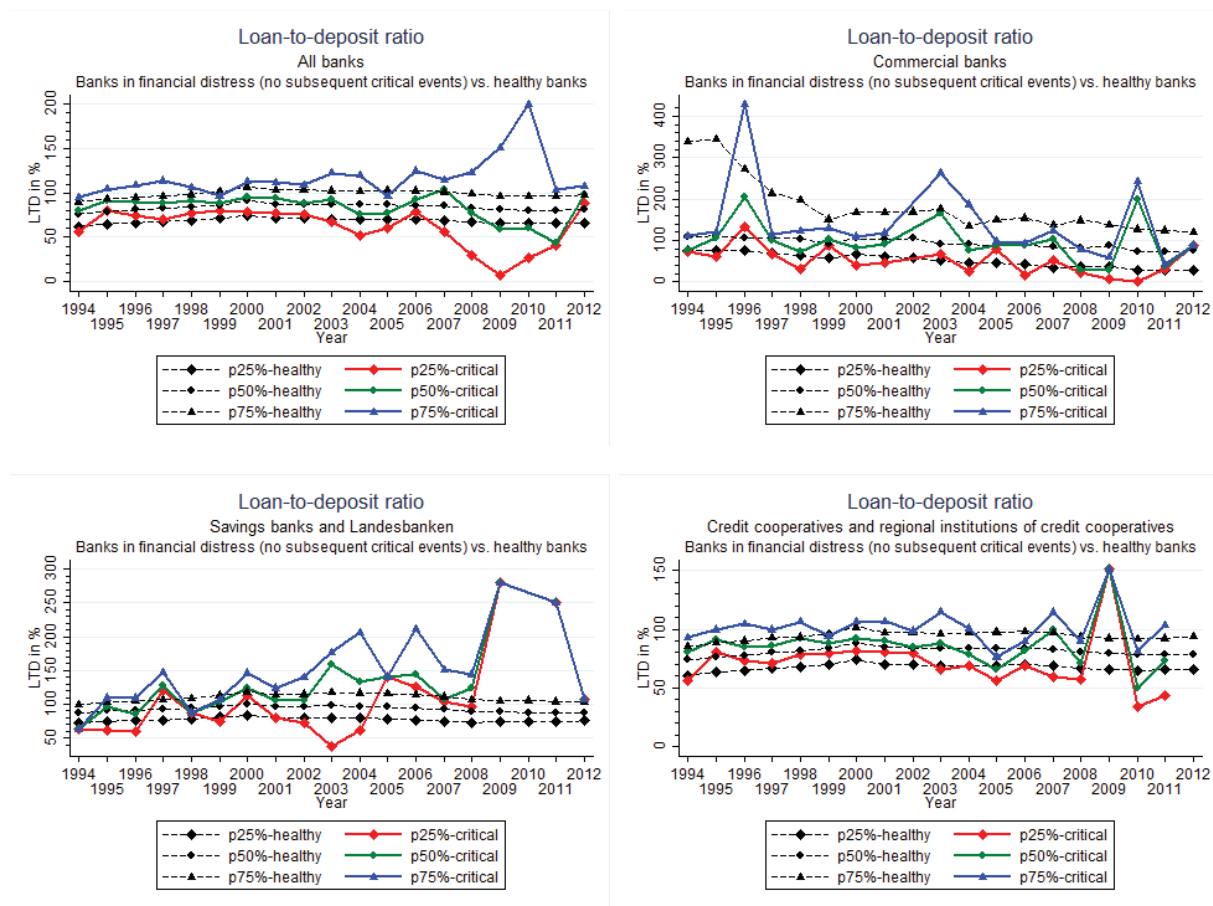 Loan-to-deposit ratio
All banks
Banks in financial distress (no subsequent critical events) vs. healthy banks
LTD in %
200
150
100
50
0
1994 1996 1998 2000 2002 2004 2006 2008 2010 2012
1995 1997 1999 2001 2003 2005 2007 2009 2011
Year
p25%-healthy p25%-critical
p50%-healthy p50%-critical
p75%-healthy p75%-critical
Loan-to-deposit ratio
Commercial banks
Banks in financial distress (no subsequent critical events) vs. healthy banks
LTD in %
400
300
200
100
0
1994 1996 1998 2000 2002 2004 2006 2008 2010 2012
1995 1997 1999 2001 2003 2005 2007 2009 2011
Year
p25%-healthy p25%-critical
p50%-healthy p50%-critical
p75%-healthy p75%-critical
Loan-to-deposit ratio
Savings banks and Landesbanken
Banks in financial distress (no subsequent critical events) vs. healthy banks
LTD in %
300
250
200
150
100
50
1994 1996 1998 2000 2002 2004 2006 2008 2010 2012
1995 1997 1999 2001 2003 2005 2007 2009 2011
Year
p25%-healthy p25%-critical
p50%-healthy p50%-critical
p75%-healthy p75%-critical
Loan-to-deposit ratio
Credit cooperatives and regional institutions of credit cooperatives
Banks in financial distress (no subsequent critical events) vs. healthy banks
LTD in %
150
100
50
0
1994 1996 1998 2000 2002 2004 2006 2008 2010 2012
1995 1997 1999 2001 2003 2005 2007 2009 2011
Year
p25%-healthy p25%-critical
p50%-healthy p50%-critical
p75%-healthy p75%-critical